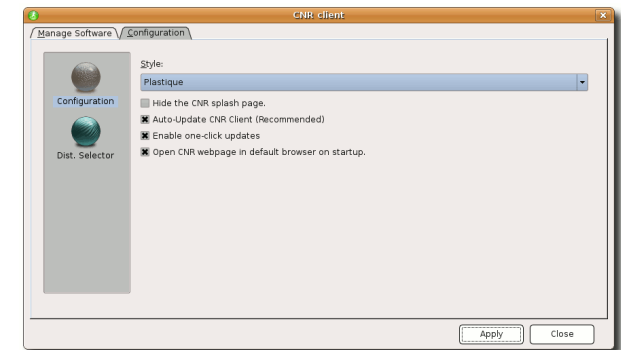 CNR client
Manage Software
Configuration
Style:
Plastique
Configuration
Hide the CNR splash page.
Auto-Update CNR Client (Recommended)
Enable one-click updates
Dist. Selector
Open CNR webpage in default browser on startup.
Apply
Close